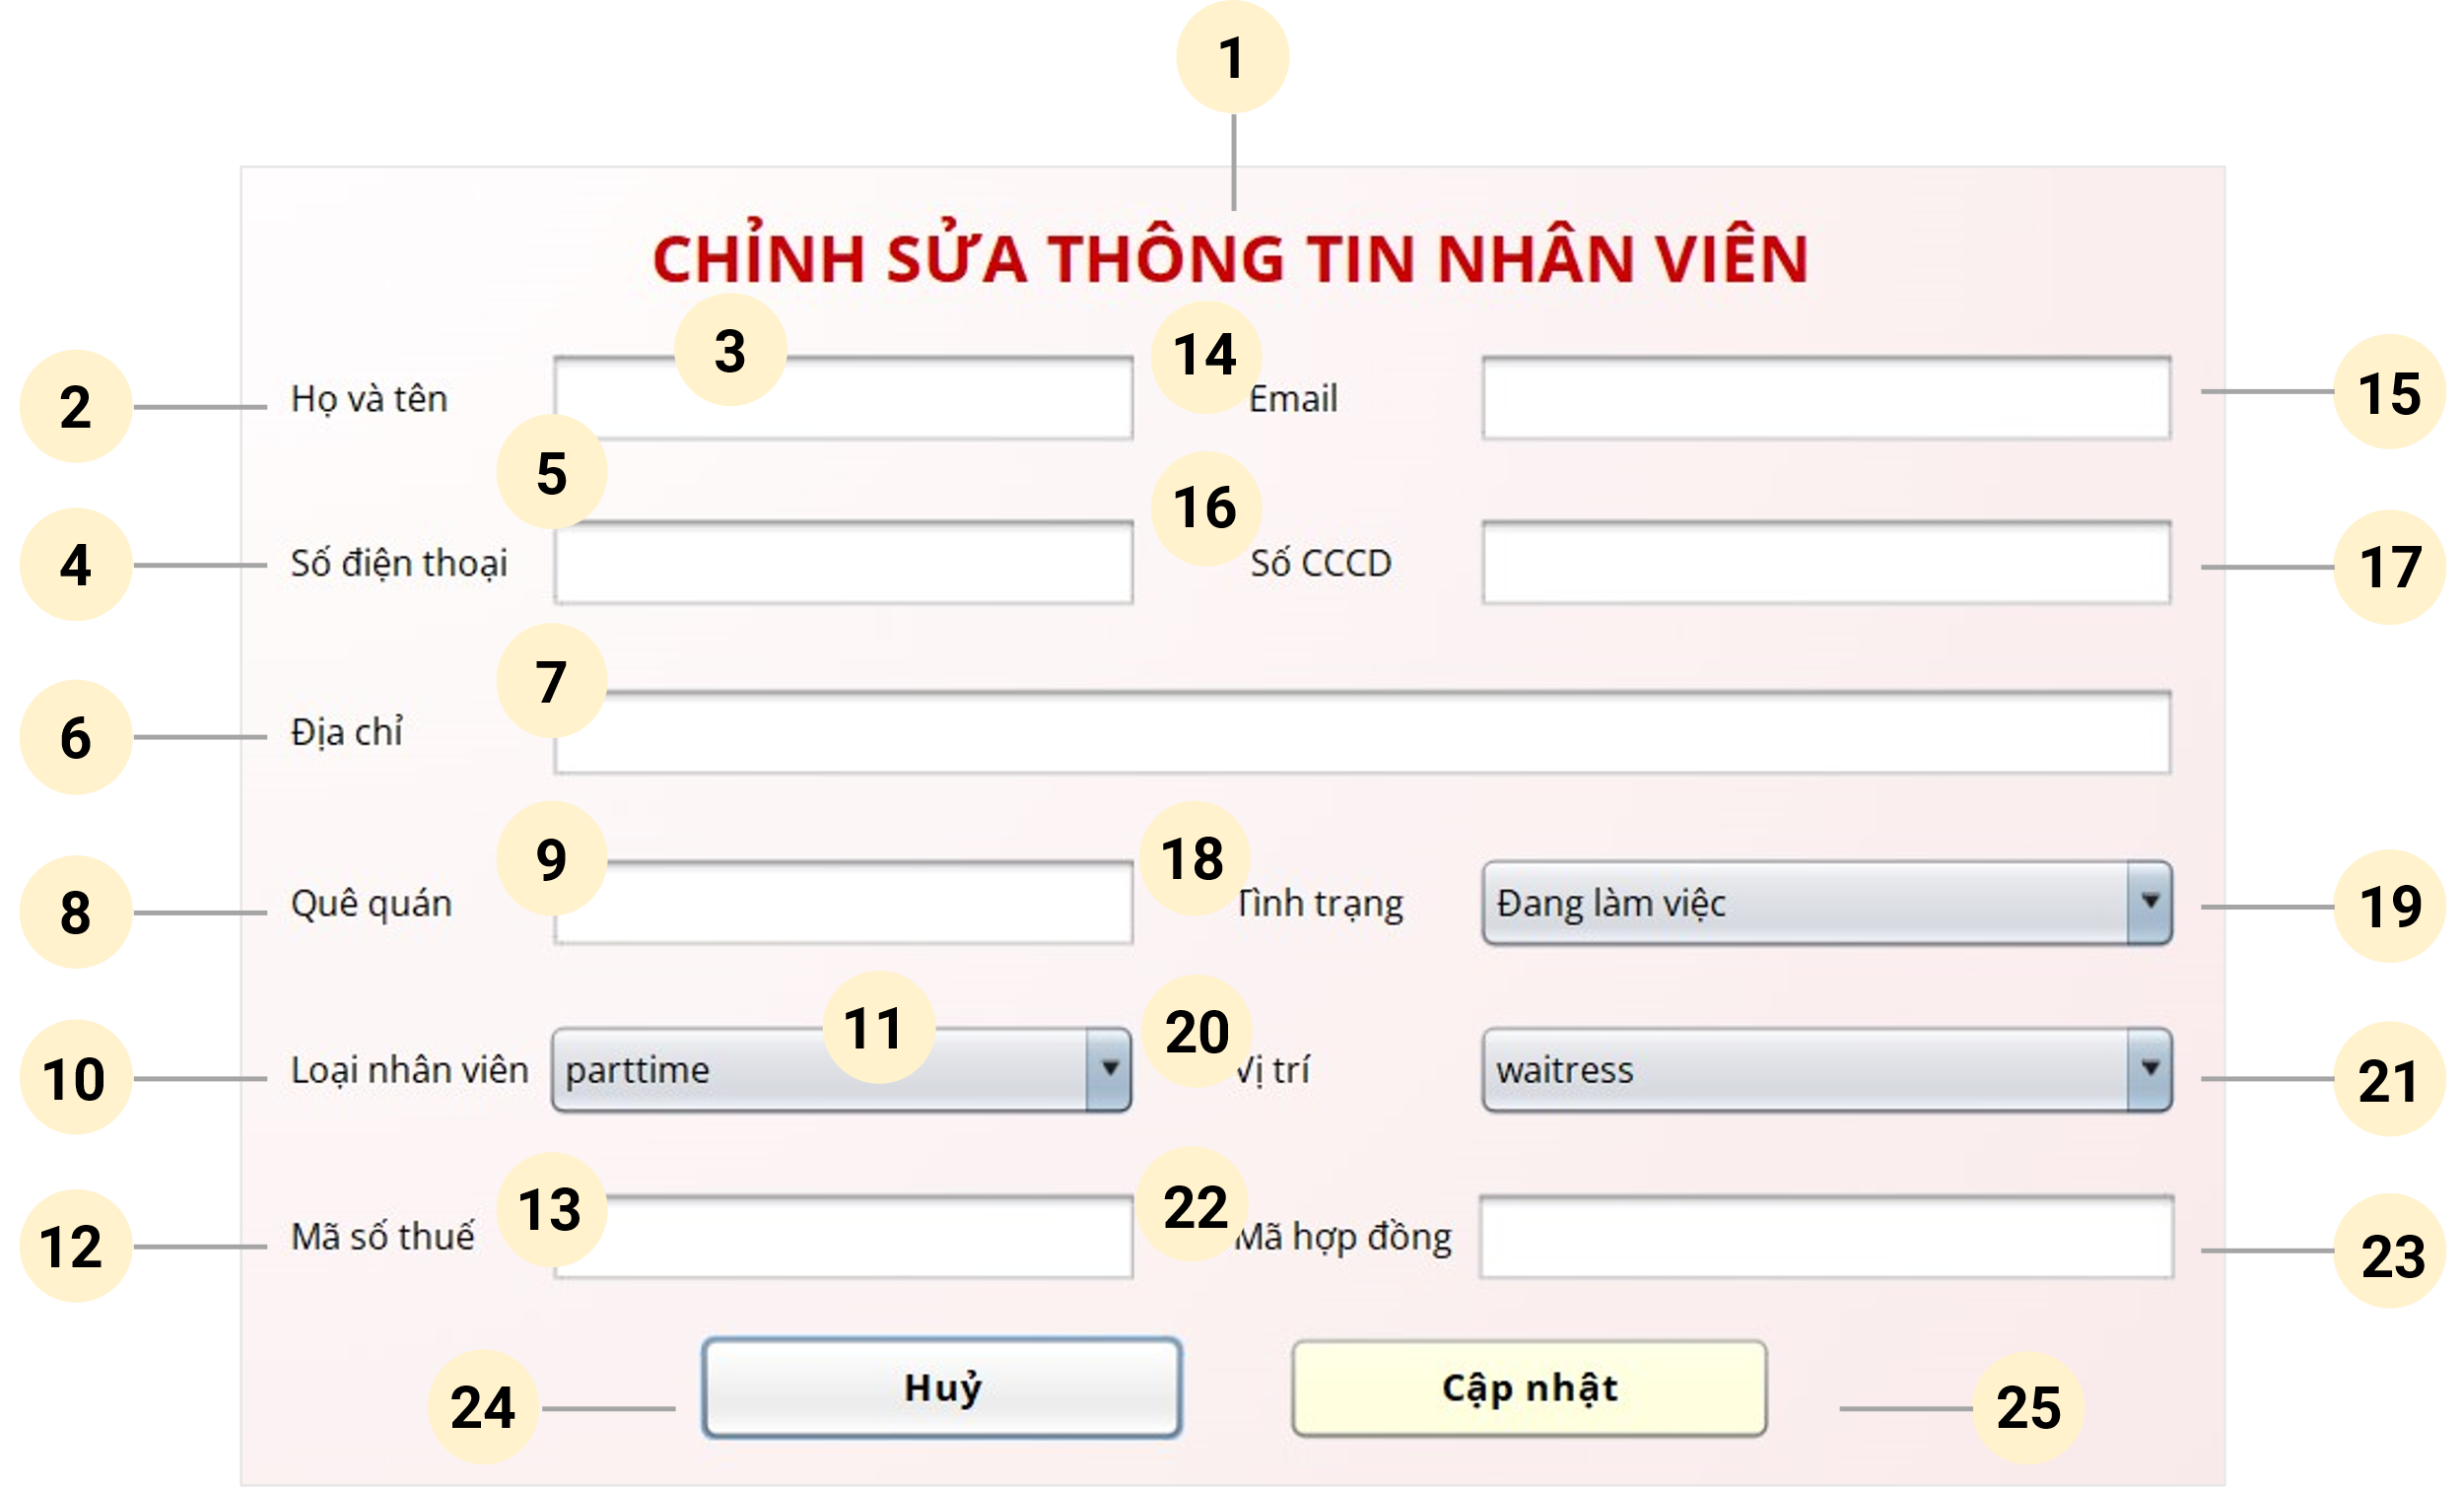 1
CHỈNH SỬA THÔNG TIN NHÂN VIÊN
2 Họ và tên 3 14 Email 15
4 Số điện thoại 5 16 Số CCCD 17
6 Địa chỉ 7
8 Quê quán 9 18 Tình trạng Đang làm việc 19
10 Loại nhân viên parttime 11 20 Vị trí waitress 21
12 Mã số thuế 13 22 Mã hợp đồng 23
24 Huỷ Cập nhật 25